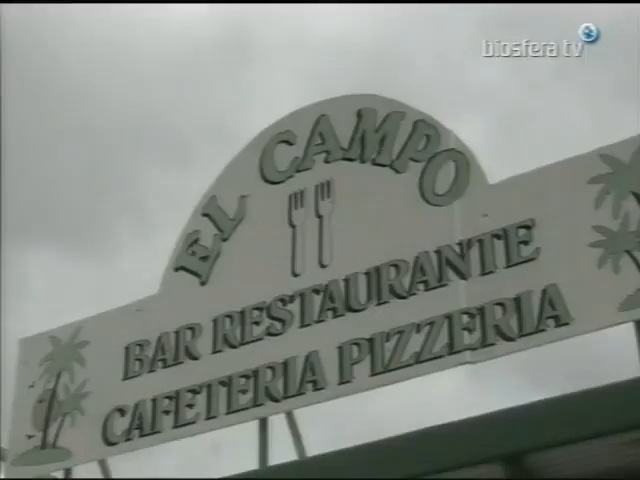 biosfera tv
EL CAMPO
BAR RESTAURANTE
CAFETERIA PIZZERIA